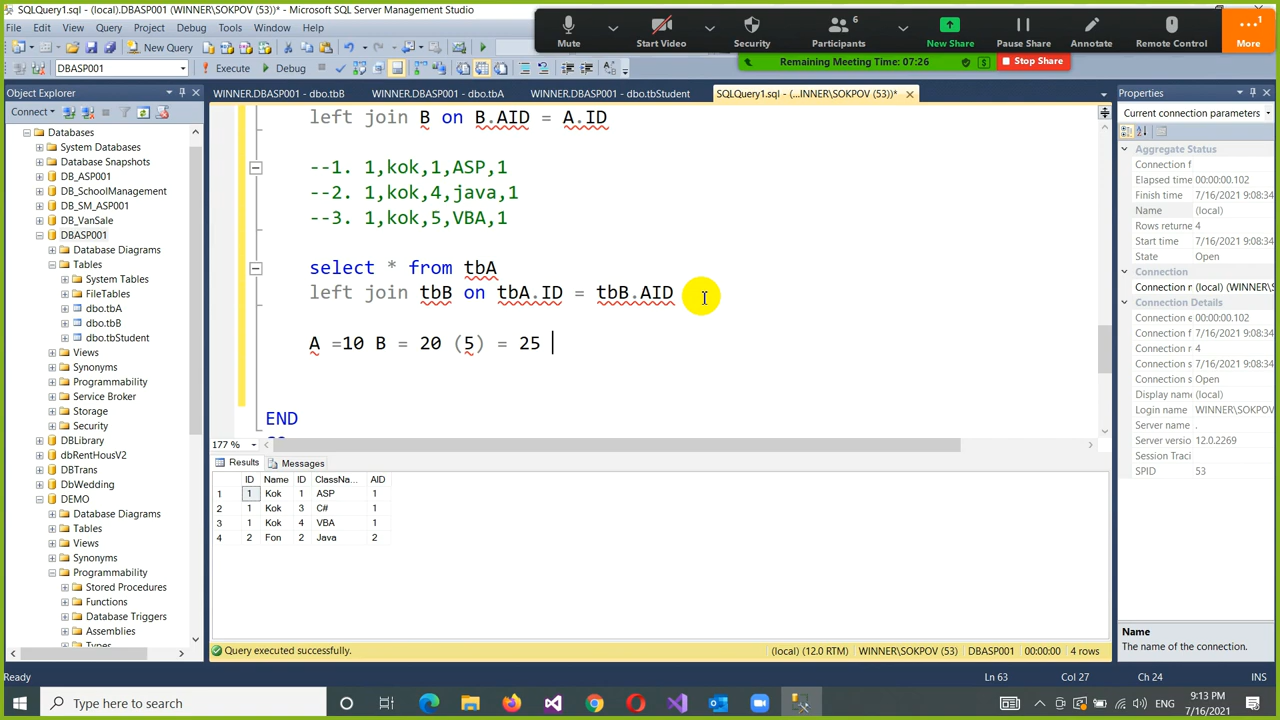 SQLQuery1.sql - (local).DBASP001 (WINNER\SOKPOV (53))* - Microsoft SQL Server Management Studio
File Edit View Query Project Debug Tools Window Help
Mute Start Video Security Participants 6 New Share Pause Share Annotate Remote Control More 1
New Query
Remaining Meeting Time: 07:26 Stop Share
DBASP001 Execute Debug
Object Explorer
Connect
Databases
System Databases
Database Snapshots
DB_ASP001
DB_SchoolManagement
DB_SM_ASP001
DB_VanSale
DBASP001
Database Diagrams
Tables
System Tables
FileTables
dbo.tbA
dbo.tbB
dbo.tbStudent
Views
Synonyms
Programmability
Service Broker
Storage
Security
DBLibrary
dbRentHousV2
DBTrans
DbWedding
DEMO
Database Diagrams
Tables
Views
Synonyms
Programmability
Stored Procedures
Functions
Database Triggers
Assemblies
Types
WINNER.DBASP001 - dbo.tbB WINNER.DBASP001 - dbo.tbA WINNER.DBASP001 - dbo.tbStudent SQLQuery1.sql - (...INNER\SOKPOV (53))*
left join B on B.AID = A.ID
--1. 1,kok,1,ASP,1
--2. 1,kok,4,java,1
--3. 1,kok,5,VBA,1
select * from tbA
left join tbB on tbA.ID = tbB.AID
A =10 B = 20 (5) = 25
END
177 %
Results Messages
ID Name ID ClassNa... AID
1 1 Kok 1 ASP 1
2 1 Kok 3 C# 1
3 1 Kok 4 VBA 1
4 2 Fon 2 Java 2
Query executed successfully. (local) (12.0 RTM) WINNER\SOKPOV (53) DBASP001 00:00:00 4 rows
Properties
Current connection parameters
Aggregate Status
Connection f
Elapsed time 00:00:00.102
Finish time 7/16/2021 9:08:34
Name (local)
Rows returne 4
Start time 7/16/2021 9:08:34
State Open
Connection
Connection n (local) (WINNER\S
Connection Details
Connection e 00:00:00.102
Connection f 7/16/2021 9:08:34
Connection r 4
Connection s 7/16/2021 9:08:34
Connection s Open
Display name (local)
Login name WINNER\SOKPOV
Server name .
Server versio 12.0.2269
Session Traci
SPID 53
Name
The name of the connection.
Ready Ln 63 Col 27 Ch 24 INS
Type here to search ENG 9:13 PM 7/16/2021